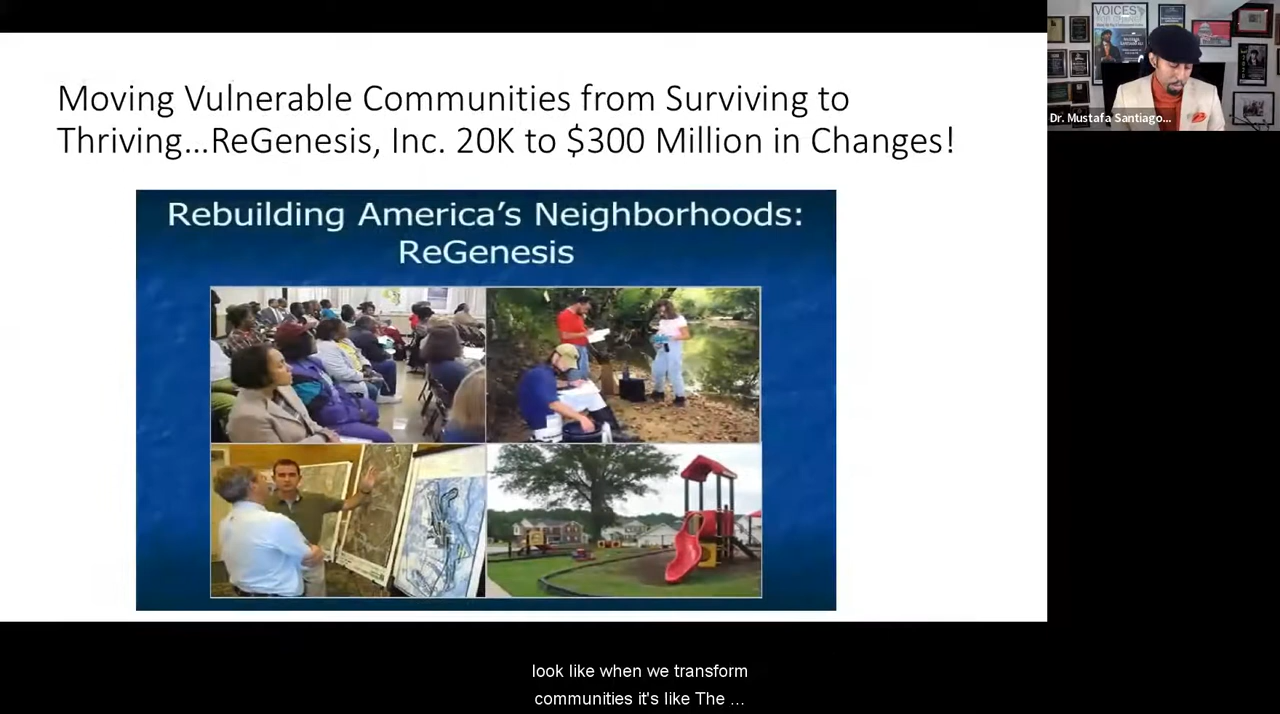 Moving Vulnerable Communities from Surviving to
Thriving...ReGenesis, Inc. 20K to $300 Million in Changes!
Rebuilding America's Neighborhoods:
ReGenesis
VOICES
Dr. Mustafa Santiago...
look like when we transform
communities it's like The ...